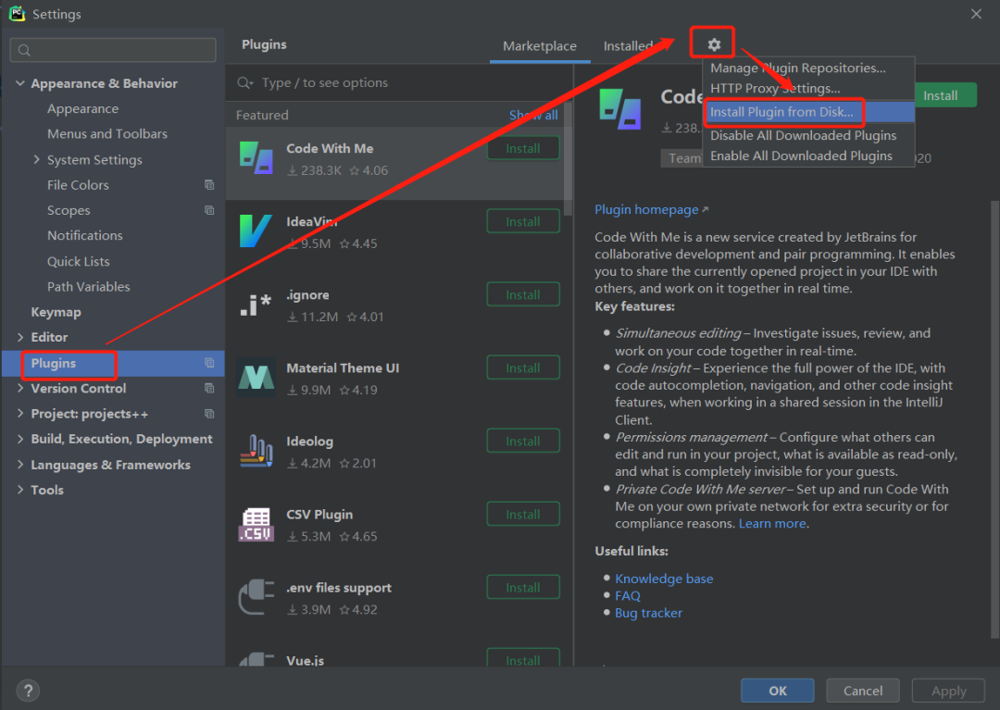 PC
Settings
Appearance & Behavior
Appearance
Menus and Toolbars
System Settings
File Colors
Scopes
Notifications
Quick Lists
Path Variables
Keymap
Editor
Plugins
Version Control
Project: projects++
Build, Execution, Deployment
Languages & Frameworks
Tools
Plugins
Marketplace
Installed
Type / to see options
Featured
Show all
Code With Me
Install
238.3K 4.06
IdeaVim
Install
9.5M 4.45
.i*
.ignore
Install
11.2M 4.01
Material Theme UI
Install
9.9M 4.19
Ideolog
Install
4.2M 2.01
.CSV
CSV Plugin
Install
5.3M 4.65
.env files support
Install
3.9M 4.92
Vue.js
Install
Manage Plugin Repositories...
HTTP Proxy Settings...
Install Plugin from Disk...
Disable All Downloaded Plugins
Enable All Downloaded Plugins
Code
Install
238.
Team
020
Plugin homepage
Code With Me is a new service created by JetBrains for
collaborative development and pair programming. It enables
you to share the currently opened project in your IDE with
others, and work on it together in real time.
Key features:
Simultaneous editing – Investigate issues, review, and
work on your code together in real-time.
Code Insight – Experience the full power of the IDE, with
code autocompletion, navigation, and other code insight
features, when working in a shared session in the IntelliJ
Client.
Permissions management – Configure what others can
edit and run in your project, what is available as read-only,
and what is completely invisible for your guests.
Private Code With Me server – Set up and run Code With
Me on your own private network for extra security or for
compliance reasons. Learn more.
Useful links:
Knowledge base
FAQ
Bug tracker
?
OK
Cancel
Apply